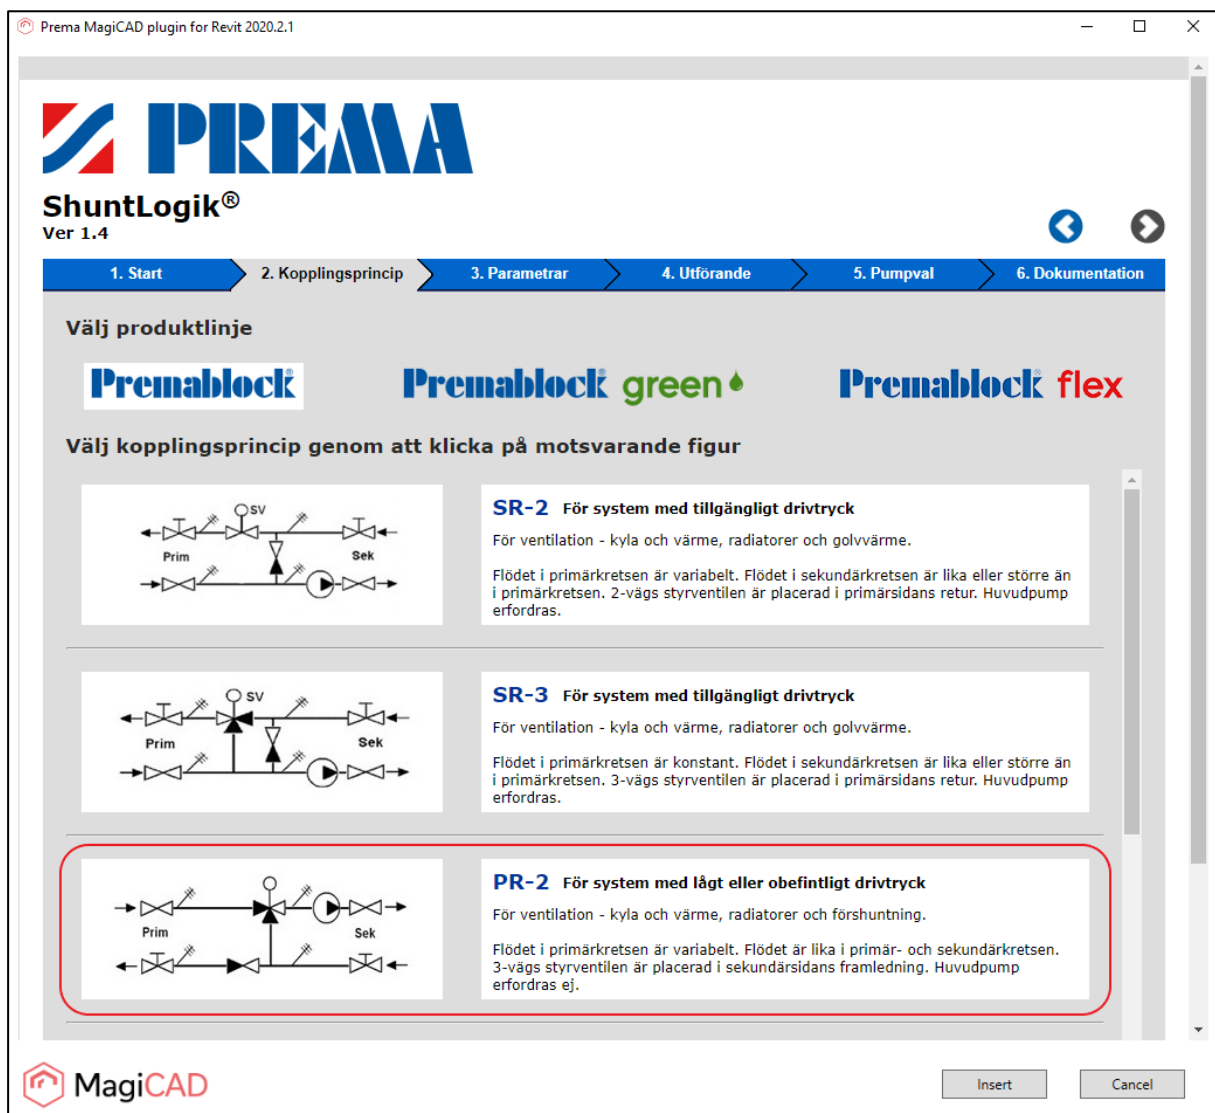 Prema MagiCAD plugin for Revit 2020.2.1
PREMA
ShuntLogik®
Ver 1.4
1. Start
2. Kopplingsprincip
3. Parametrar
4. Utförande
5. Pumpval
6. Dokumentation
Välj produktlinje
Premablock®
Premablock® green
Premablock® flex
Välj kopplingsprincip genom att klicka på motsvarande figur
SV
Prim
Sek
SR-2 För system med tillgängligt drivtryck
För ventilation - kyla och värme, radiatorer och golvvärme.
Flödet i primärkretsen är variabelt. Flödet i sekundärkretsen är lika eller större än
i primärkretsen. 2-vägs styrventilen är placerad i primärsidans retur. Huvudpump
erfordras.
SV
Prim
Sek
SR-3 För system med tillgängligt drivtryck
För ventilation - kyla och värme, radiatorer och golvvärme.
Flödet i primärkretsen är konstant. Flödet i sekundärkretsen är lika eller större än
i primärkretsen. 3-vägs styrventilen är placerad i primärsidans retur. Huvudpump
erfordras.
Prim
Sek
PR-2 För system med lågt eller obefintligt drivtryck
För ventilation - kyla och värme, radiatorer och förshuntning.
Flödet i primärkretsen är variabelt. Flödet är lika i primär- och sekundärkretsen.
3-vägs styrventilen är placerad i sekundärsidans framledning. Huvudpump
erfordras ej.
MagiCAD
Insert
Cancel